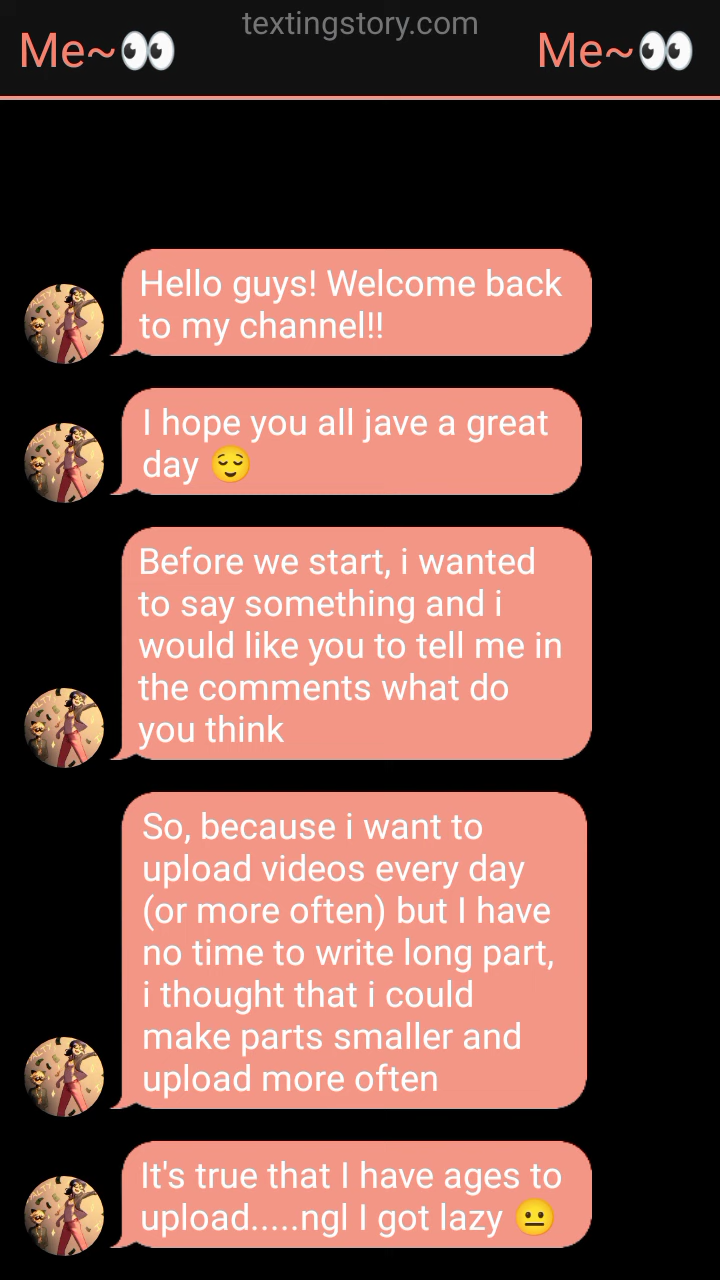 textingstory.com
Me~👀 Me~👀
Hello guys! Welcome back
to my channel!!
I hope you all jave a great
day 😌
Before we start, i wanted
to say something and i
would like you to tell me in
the comments what do
you think
So, because i want to
upload videos every day
(or more often) but I have
no time to write long part,
i thought that i could
make parts smaller and
upload more often
It's true that I have ages to
upload.....ngl I got lazy 😐